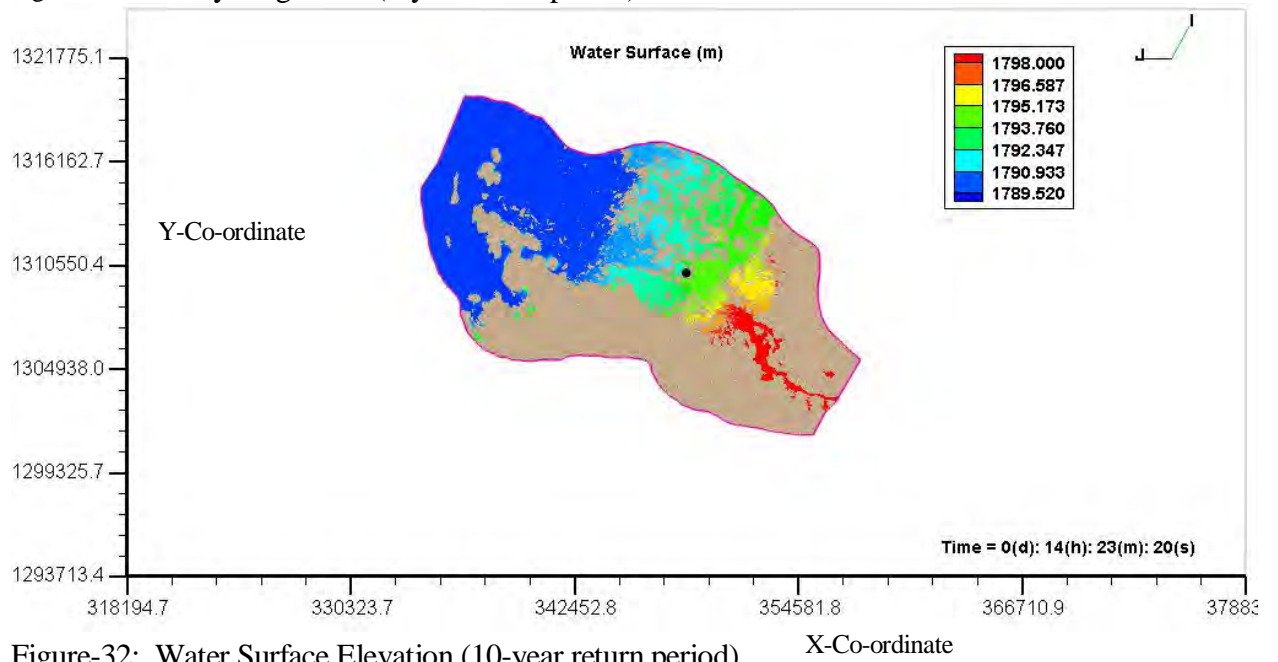 1321775.1
Water Surface (m)
1798.000
1796.587
1795.173
1793.760
1792.347
1790.933
1789.520
J
I
1316162.7
Y-Co-ordinate
1310550.4
1304938.0
1299325.7
Time = 0(d): 14(h): 23(m): 20(s)
1293713.4
318194.7
330323.7
342452.8
354581.8
366710.9
37883
X-Co-ordinate
Figure-32: Water Surface Elevation (10-year return period)